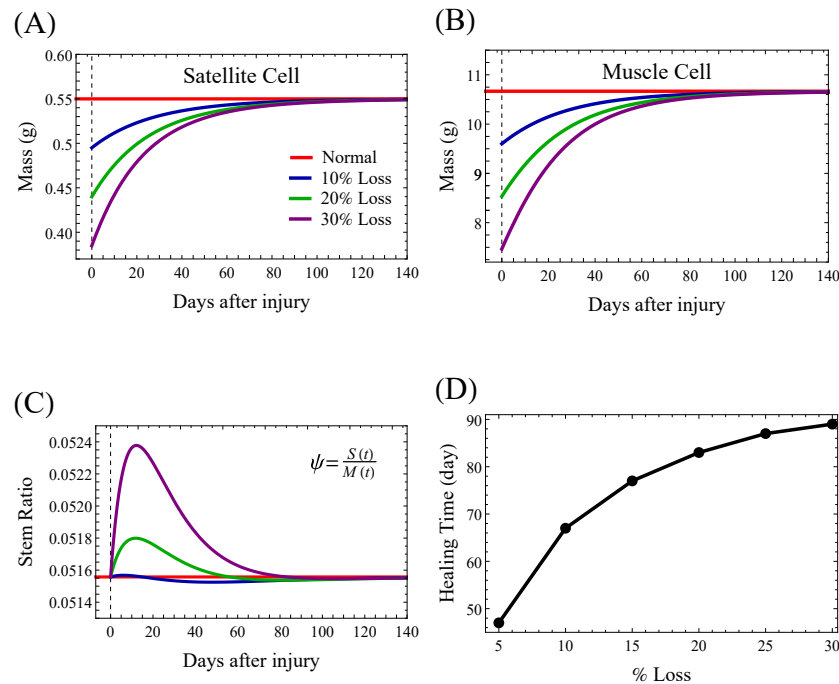 (A)
Satellite Cell
Mass (g)
0.60
0.55
0.5
0.45
0.40
Normal
10% Loss
20% Loss
30% Loss
0 20 40 60 80 100 120 140
Days after injury
(B)
Muscle Cell
Mass (g)
11
10
9
8
0 20 40 60 80 100 120 140
Days after injury
(C)
ψ=S(t)/M(t)
Stem Ratio
0.0524
0.0522
0.0520
0.0518
0.0516
0.0514
0 20 40 60 80 100 120 140
Days after injury
(D)
Healing Time (day)
90
80
70
60
50
5 10 15 20 25 30
% Loss